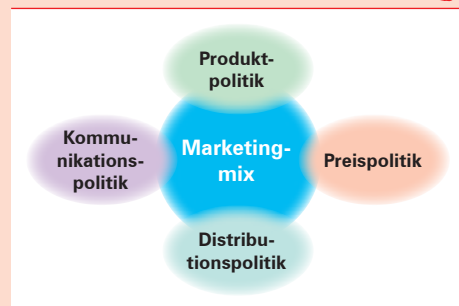 Produkt-
politik
Kommu-
nikations-
politik
Marketing-
mix
Preispolitik
Distribu-
tionspolitik